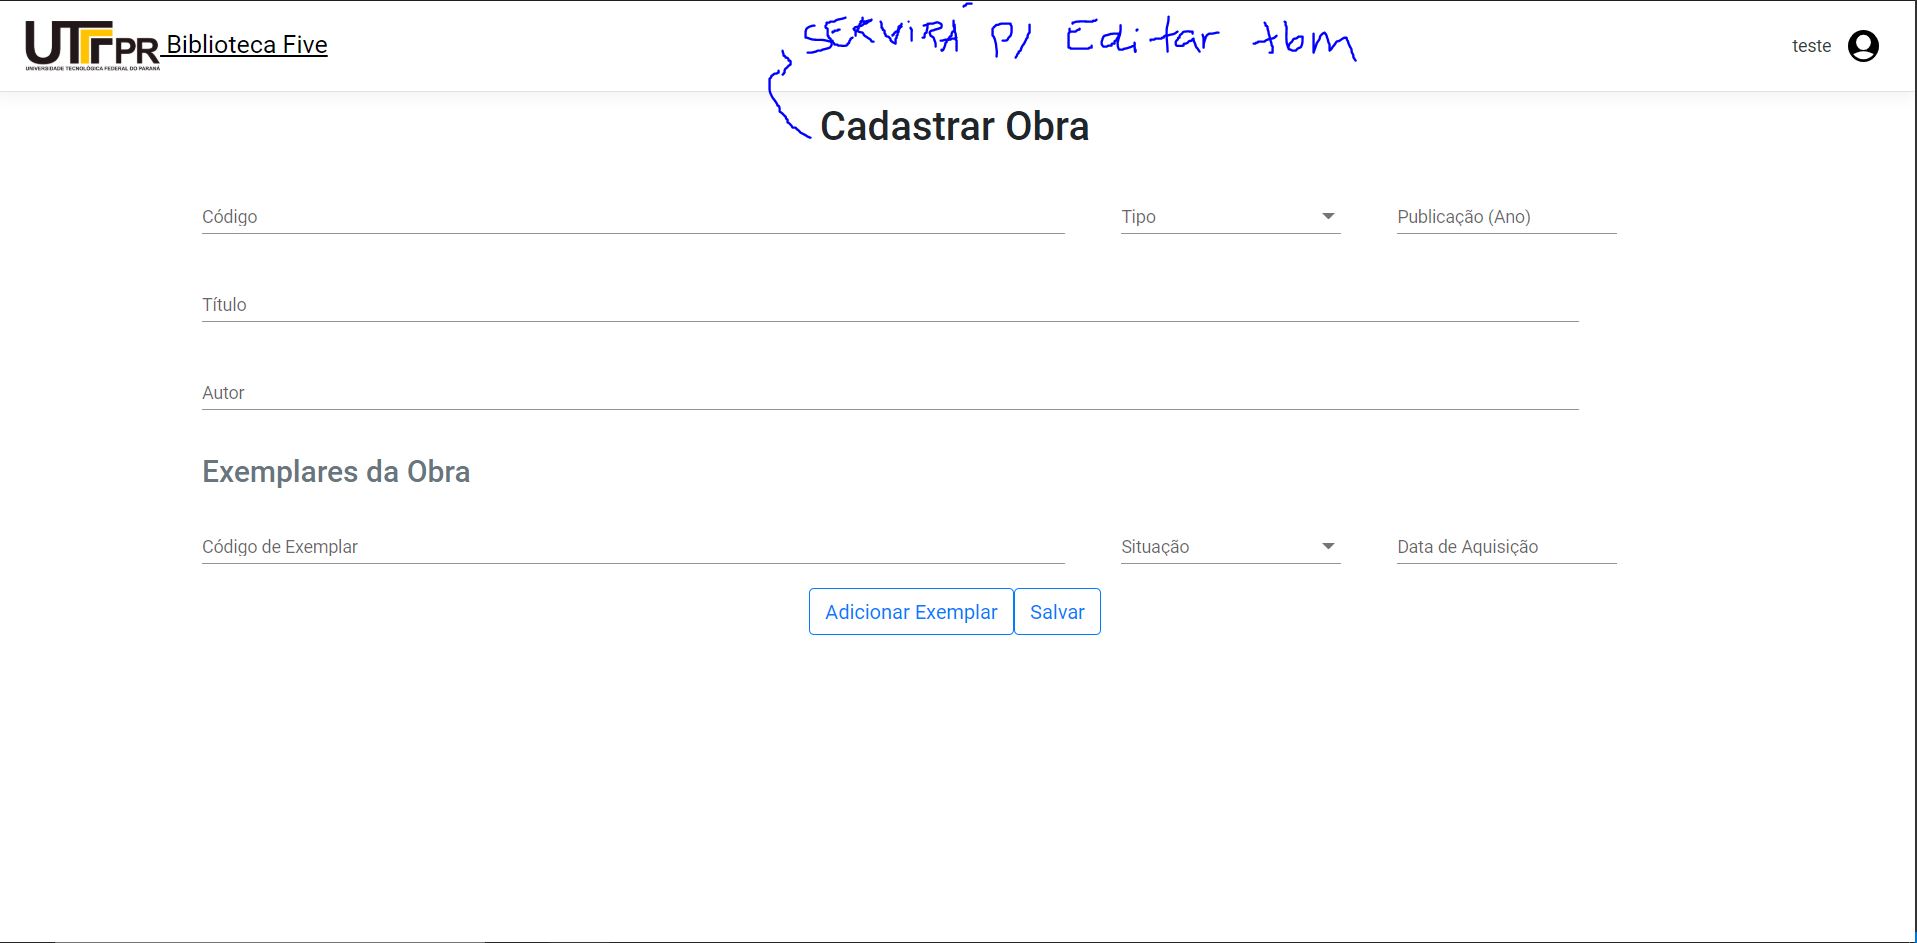 SERVIRÁ P/ Editar tbm
UTFPR Biblioteca Five
UNIVERSIDADE TECNOLÓGICA FEDERAL DO PARANÁ
teste
Cadastrar Obra
Código Tipo Publicação (Ano)
Título
Autor
Exemplares da Obra
Código de Exemplar Situação Data de Aquisição
Adicionar Exemplar Salvar